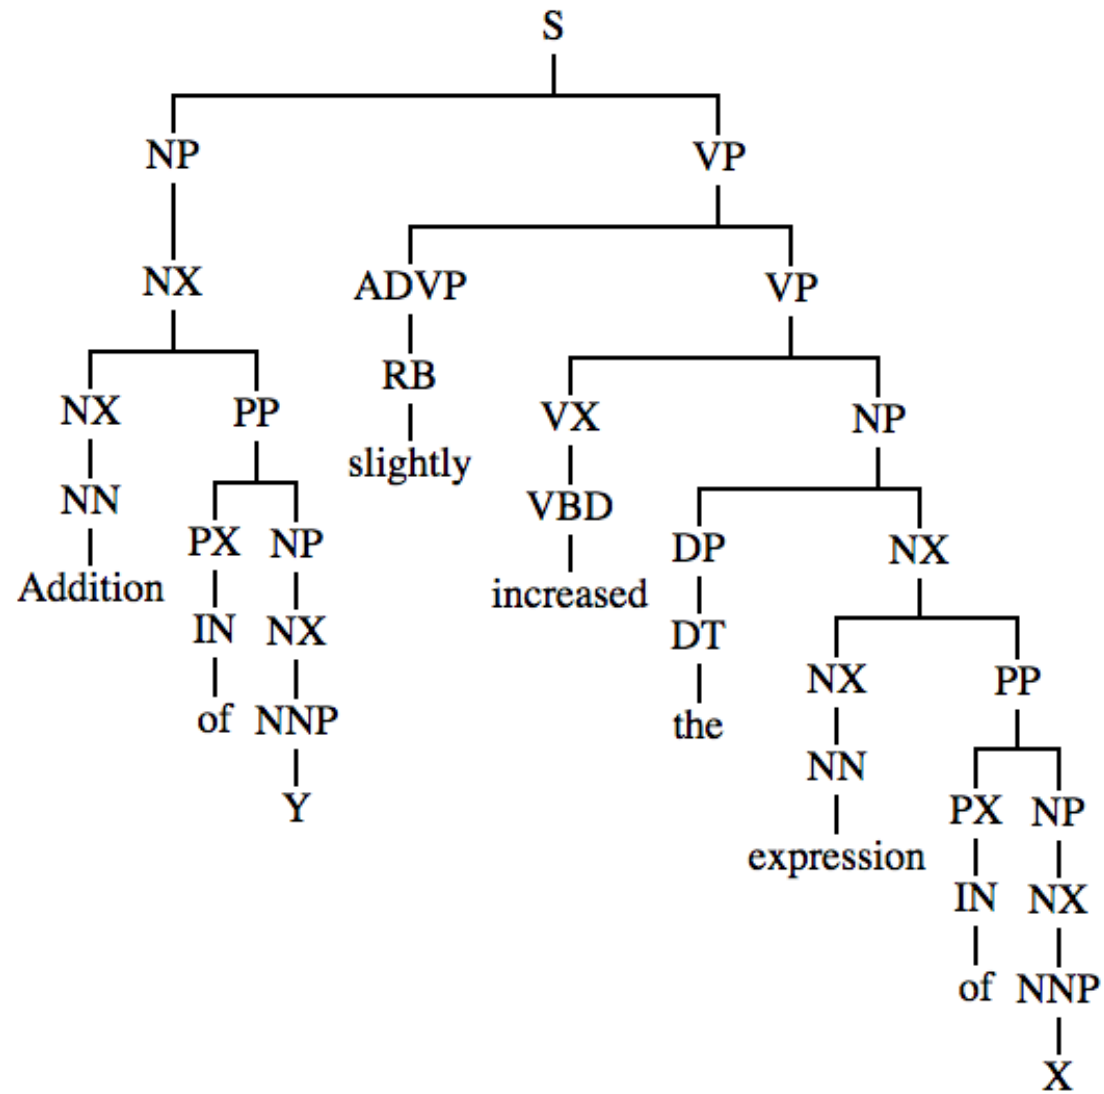 S
NP VP
NX ADVP VP
NX PP RB VX NP
NN slightly VBD
PX NP DP NX
Addition increased
IN NX DT
NX PP
of NNP the
NN
Y PX NP
expression
IN NX
of NNP
X